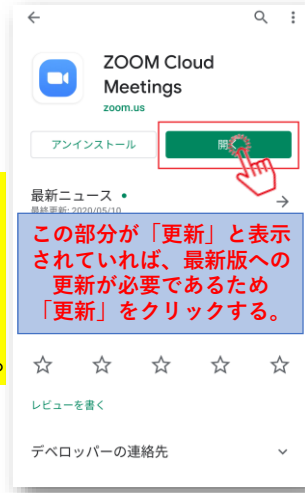 ZOOM Cloud
Meetings
zoom.us
アンインストール
開く
最新ニュース •
最終更新: 2020/05/10
この部分が「更新」と表示
されていれば、最新版への
更新が必要であるため
「更新」をクリックする。
レビューを書く
デベロッパーの連絡先